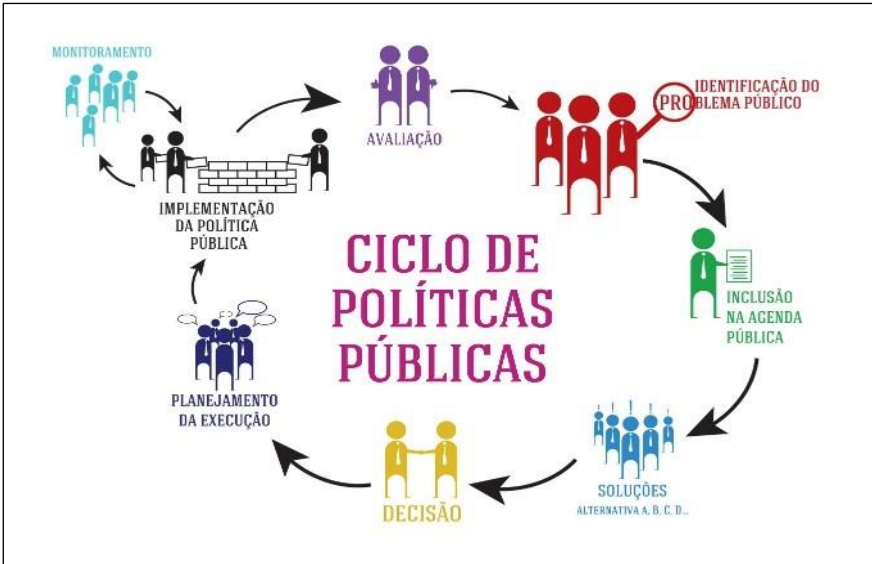 CICLO DE
POLÍTICAS
PÚBLICAS
IDENTIFICAÇÃO DO
PROBLEMA PÚBLICO
INCLUSÃO
NA AGENDA
PÚBLICA
SOLUÇÕES
ALTERNATIVA A, B, C, D...
DECISÃO
PLANEJAMENTO
DA EXECUÇÃO
IMPLEMENTAÇÃO
DA POLÍTICA
PÚBLICA
MONITORAMENTO
AVALIAÇÃO